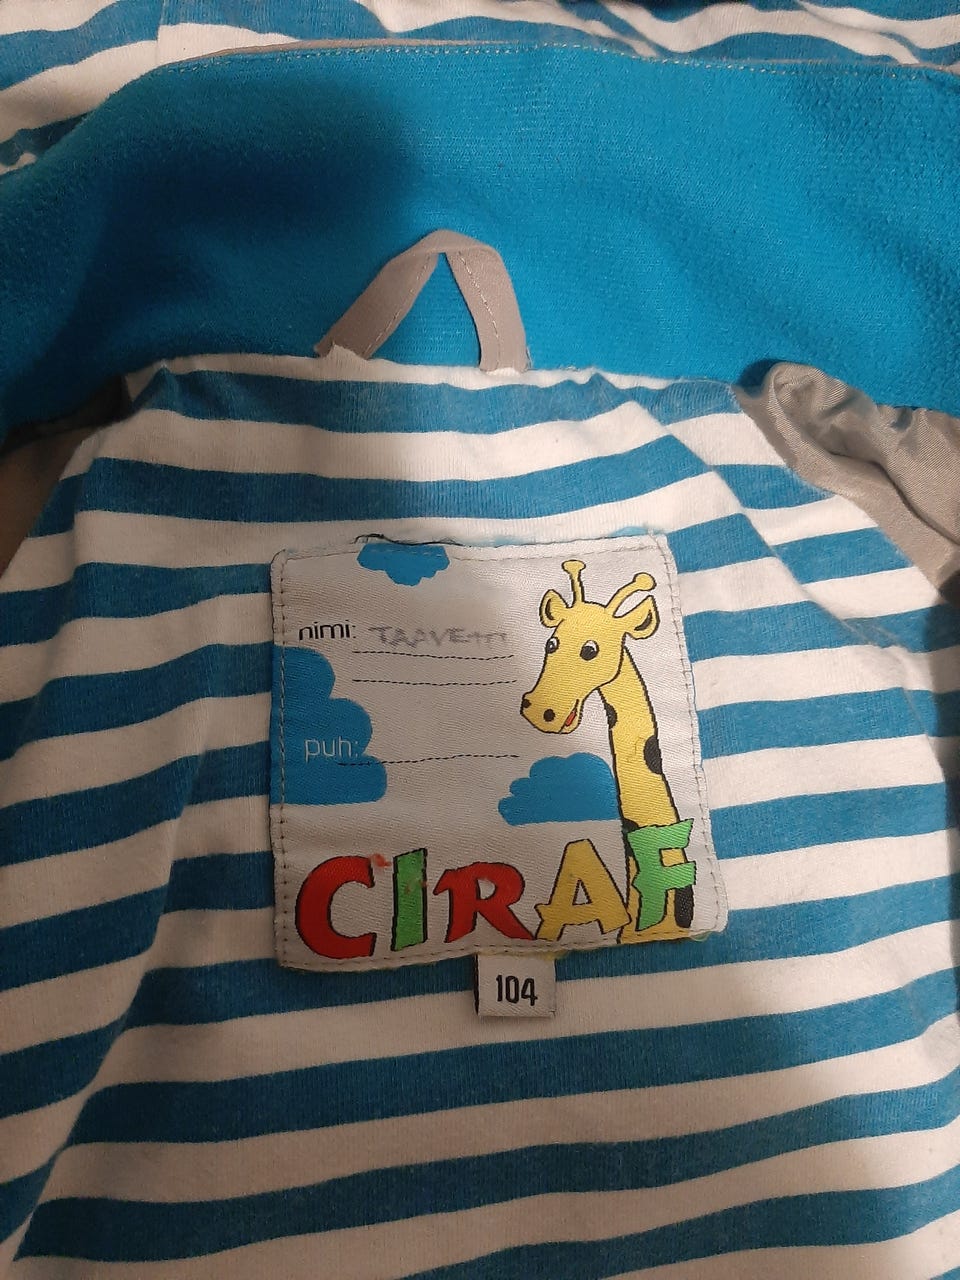 nimi: TAAVETTI
puh:
CIRAF
104